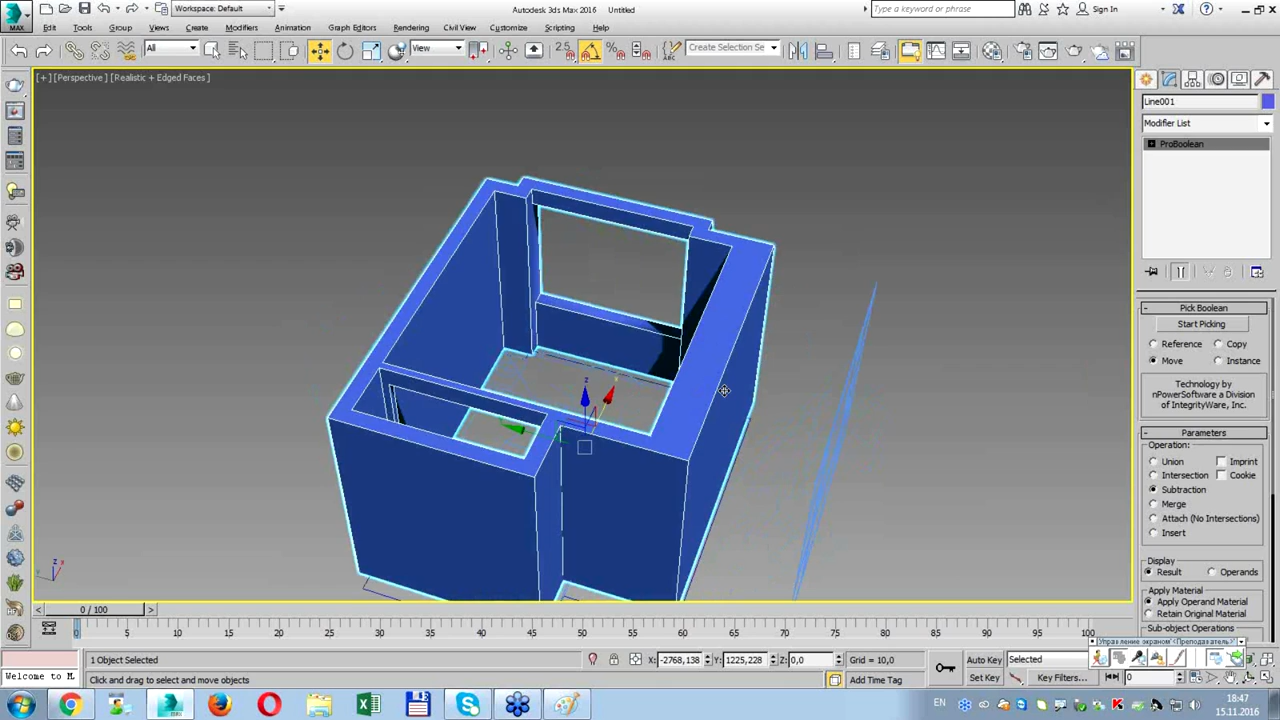 Workspace: Default
Autodesk 3ds Max 2016
Untitled
Type a keyword or phrase
Sign In
MAX
Edit
Tools
Group
Views
Create
Modifiers
Animation
Graph Editors
Rendering
Civil View
Customize
Scripting
Help
All
View
2.5
Create Selection Se
[ + ] [Perspective ] [Realistic + Edged Faces ]
Line001
Modifier List
ProBoolean
Pick Boolean
Start Picking
Reference
Copy
Move
Instance
Technology by
nPowerSoftware a Division
of IntegrityWare, Inc.
Parameters
Operation:
Union
Imprint
Intersection
Cookie
Subtraction
Merge
Attach (No Intersections)
Insert
Display
Result
Operands
Apply Material
Apply Operand Material
Retain Original Material
Sub-object Operations
z
x
y
z
0 / 100
0
5
10
15
20
25
30
35
40
45
50
55
60
65
70
75
80
85
90
95
100
Управление экраном"<Преподаватель>"
1 Object Selected
X: -2768,138
Y: 1225,228
Z: 0,0
Grid = 10,0
Auto Key
Selected
Welcome to M
Click and drag to select and move objects
Add Time Tag
Set Key
Key Filters...
0
EN
18:47
15.11.2016